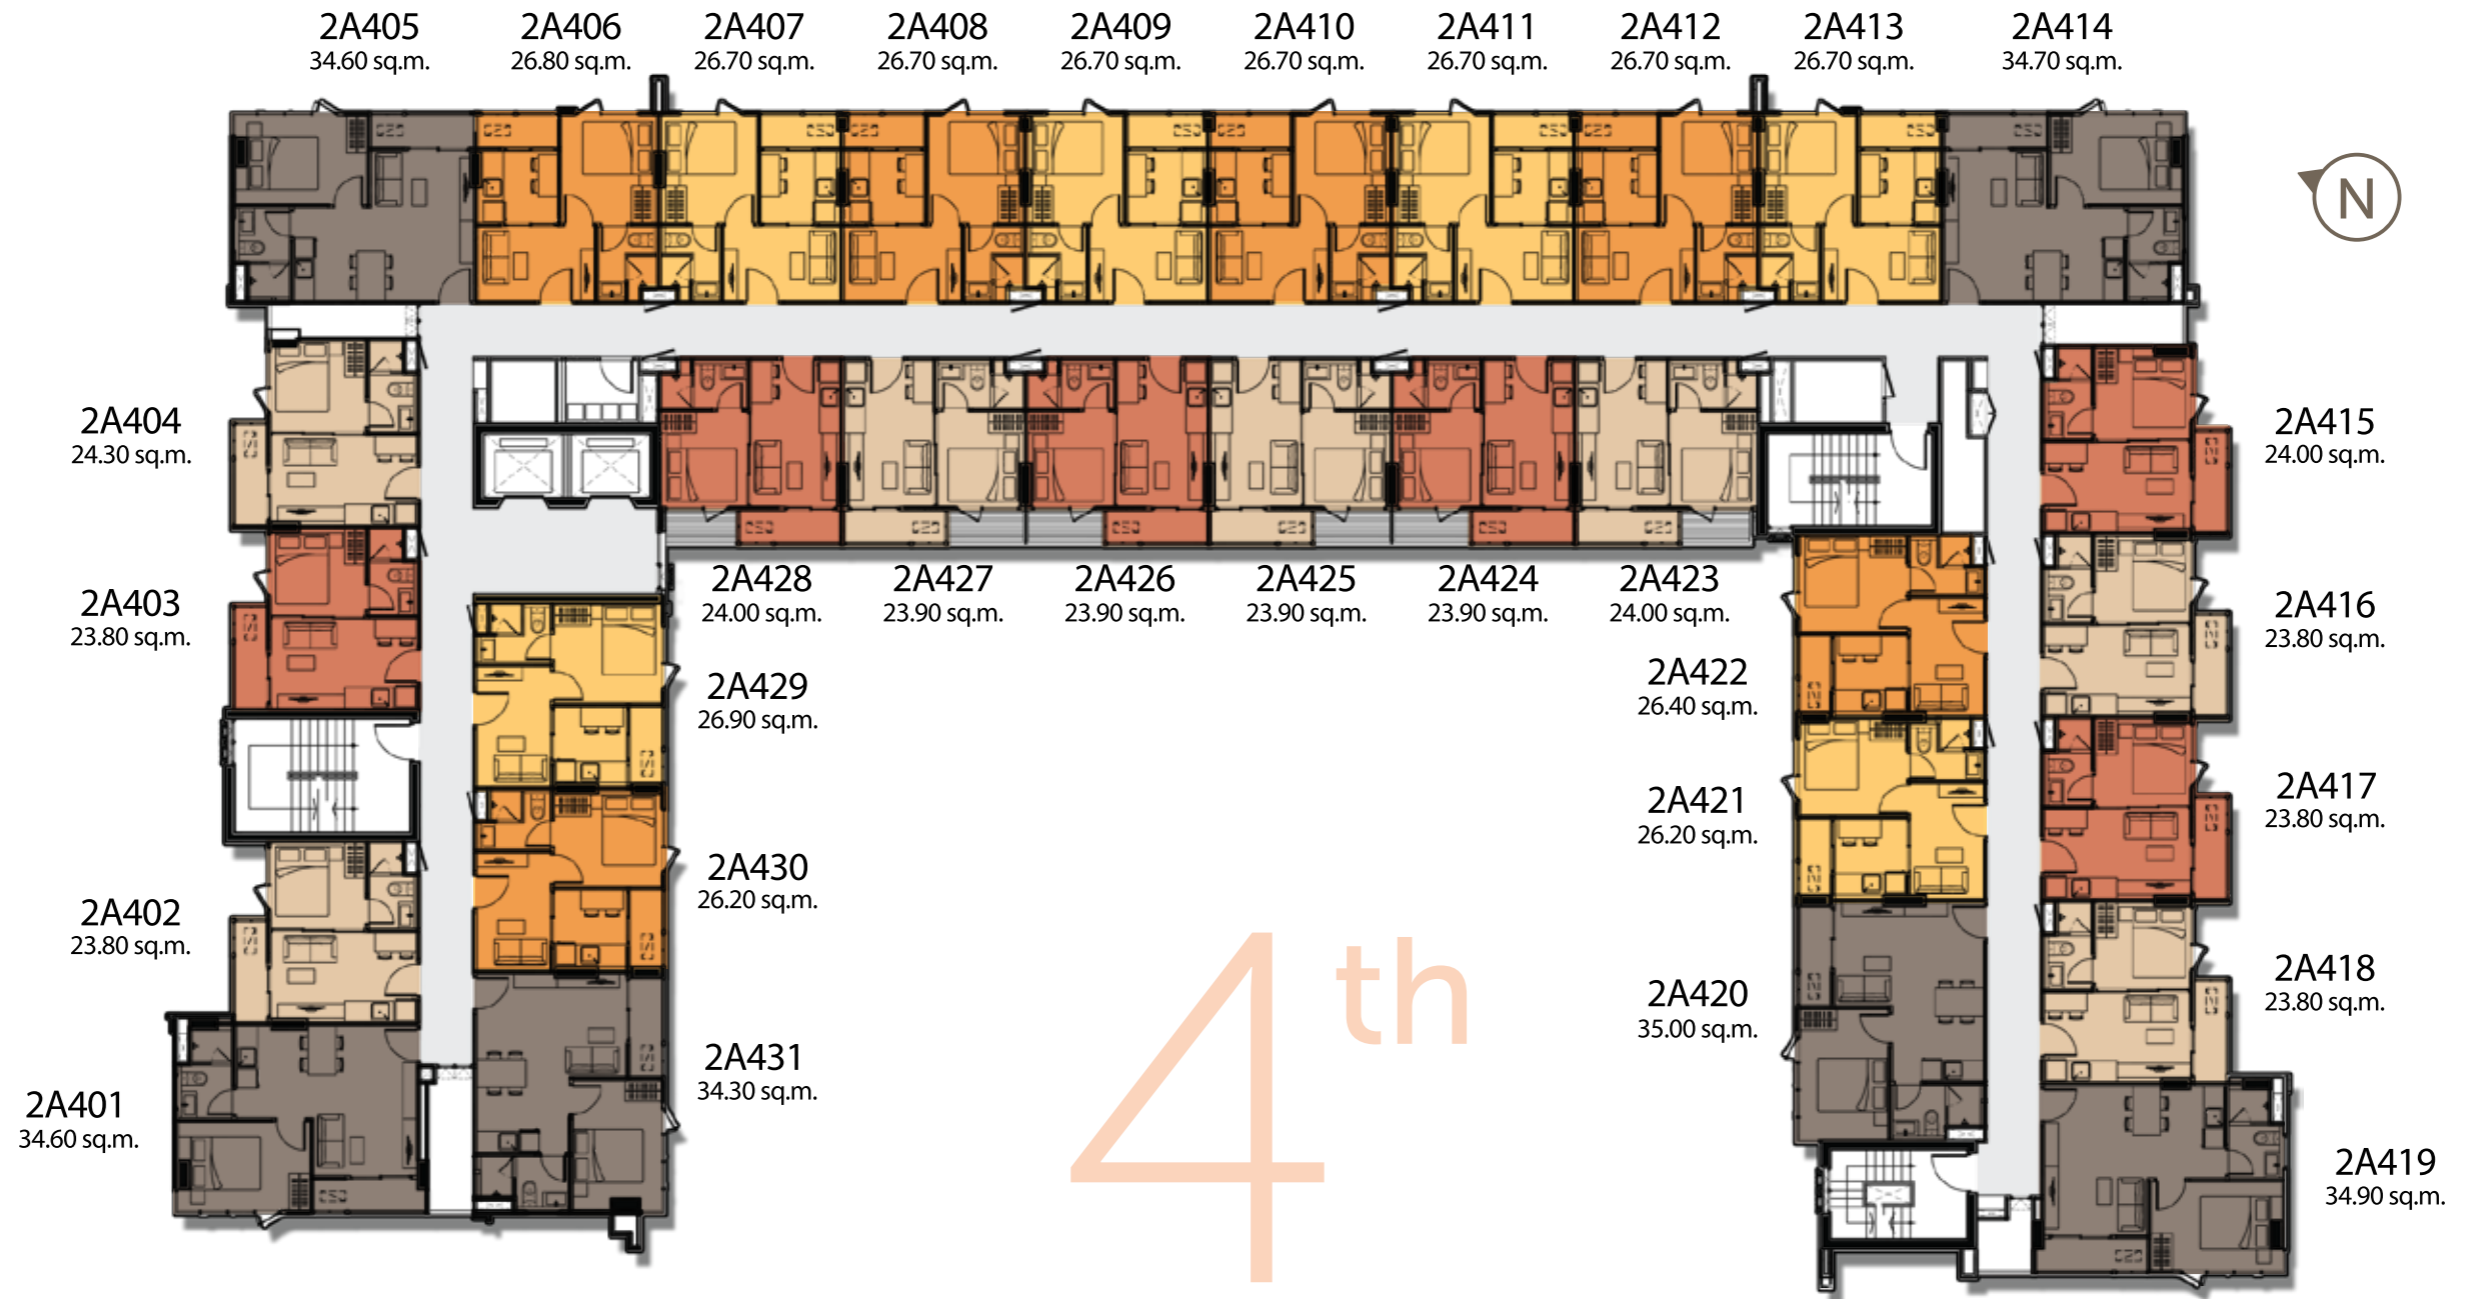 2A405
34.60 sq.m.
2A406
26.80 sq.m.
2A407
26.70 sq.m.
2A408
26.70 sq.m.
2A409
26.70 sq.m.
2A410
26.70 sq.m.
2A411
26.70 sq.m.
2A412
26.70 sq.m.
2A413
26.70 sq.m.
2A414
34.70 sq.m.
N
2A404
24.30 sq.m.
2A415
24.00 sq.m.
2A403
23.80 sq.m.
2A428
24.00 sq.m.
2A427
23.90 sq.m.
2A426
23.90 sq.m.
2A425
23.90 sq.m.
2A424
23.90 sq.m.
2A423
24.00 sq.m.
2A416
23.80 sq.m.
2A429
26.90 sq.m.
2A422
26.40 sq.m.
2A417
23.80 sq.m.
2A421
26.20 sq.m.
2A430
26.20 sq.m.
2A402
23.80 sq.m.
2A420
35.00 sq.m.
2A418
23.80 sq.m.
4th
2A431
34.30 sq.m.
2A401
34.60 sq.m.
2A419
34.90 sq.m.